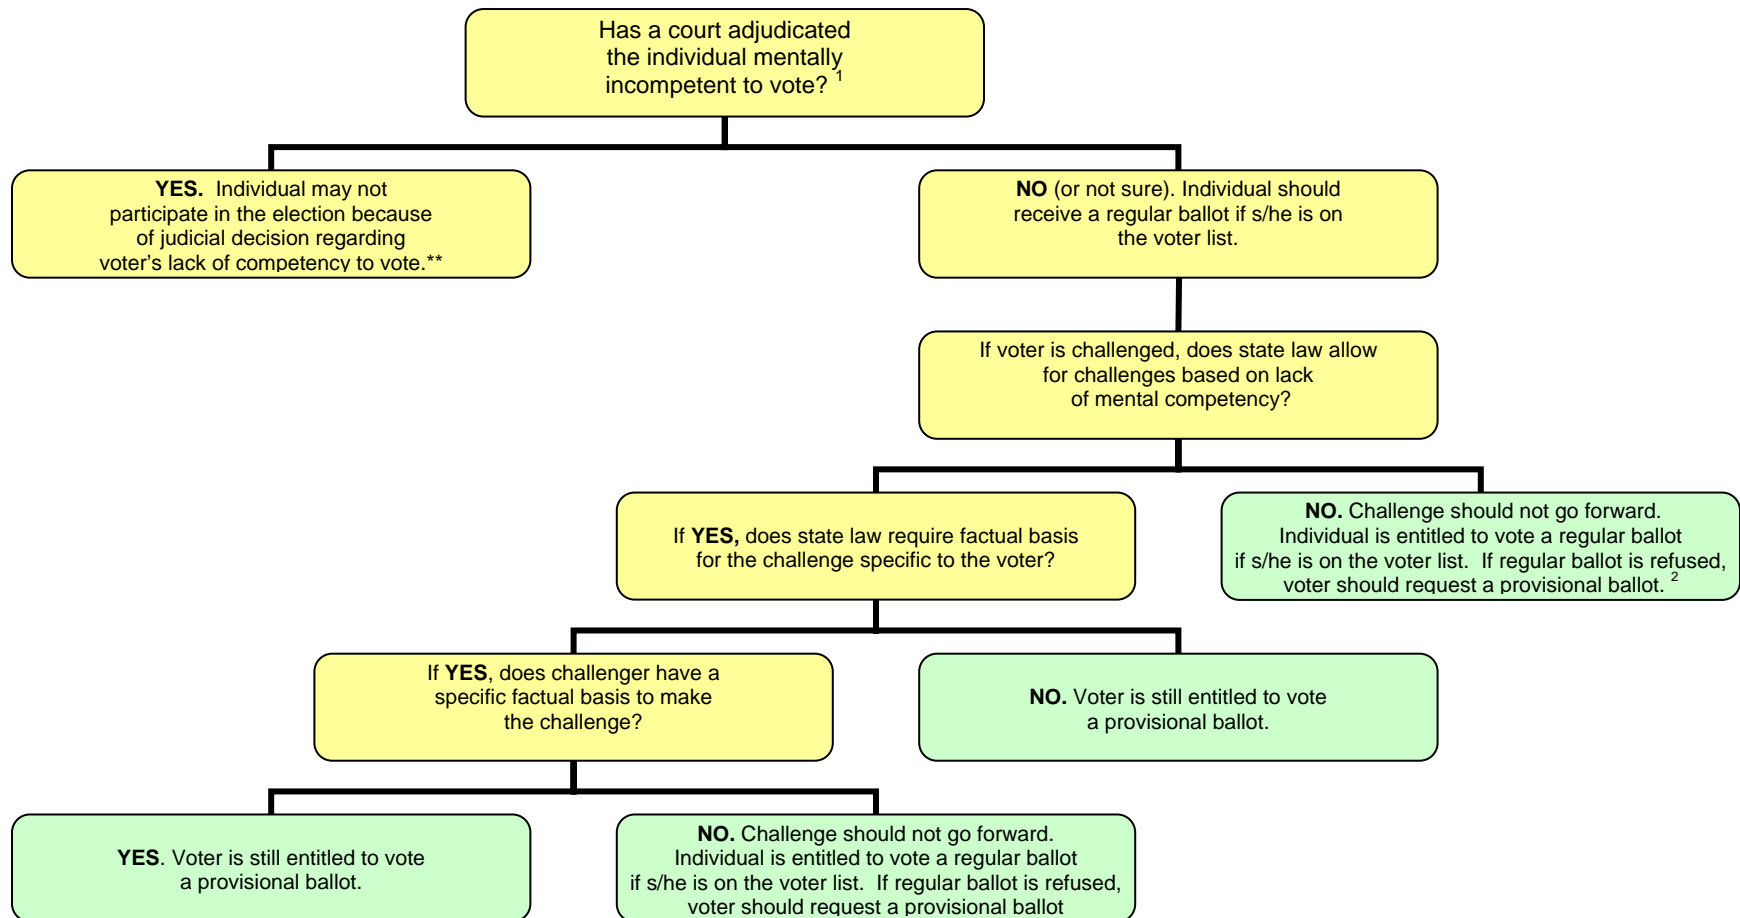 Has a court adjudicated
the individual mentally
incompetent to vote? 1
YES. Individual may not
participate in the election because
of judicial decision regarding
voter's lack of competency to vote.**
NO (or not sure). Individual should
receive a regular ballot if s/he is on
the voter list.
If voter is challenged, does state law allow
for challenges based on lack
of mental competency?
If YES, does state law require factual basis
for the challenge specific to the voter?
NO. Challenge should not go forward.
Individual is entitled to vote a regular ballot
if s/he is on the voter list. If regular ballot is refused,
voter should request a provisional ballot. 2
If YES, does challenger have a
specific factual basis to make
the challenge?
NO. Voter is still entitled to vote
a provisional ballot.
YES. Voter is still entitled to vote
a provisional ballot.
NO. Challenge should not go forward.
Individual is entitled to vote a regular ballot
if s/he is on the voter list. If regular ballot is refused,
voter should request a provisional ballot